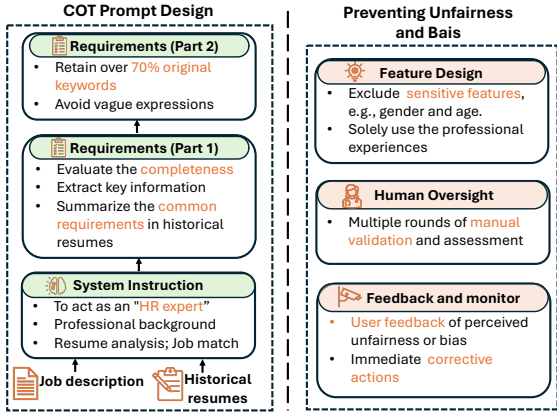 COT Prompt Design
Requirements (Part 2)
• Retain over 70% original
keywords
• Avoid vague expressions
Requirements (Part 1)
• Evaluate the completeness
• Extract key information
• Summarize the common
requirements in historical
resumes
System Instruction
• To act as an "HR expert”
• Professional background
• Resume analysis; Job match
Job description
Historical
resumes
Preventing Unfairness
and Bais
Feature Design
• Exclude sensitive features,
e.g., gender and age.
• Solely use the professional
experiences
Human Oversight
• Multiple rounds of manual
validation and assessment
Feedback and monitor
• User feedback of perceived
unfairness or bias
• Immediate corrective
actions